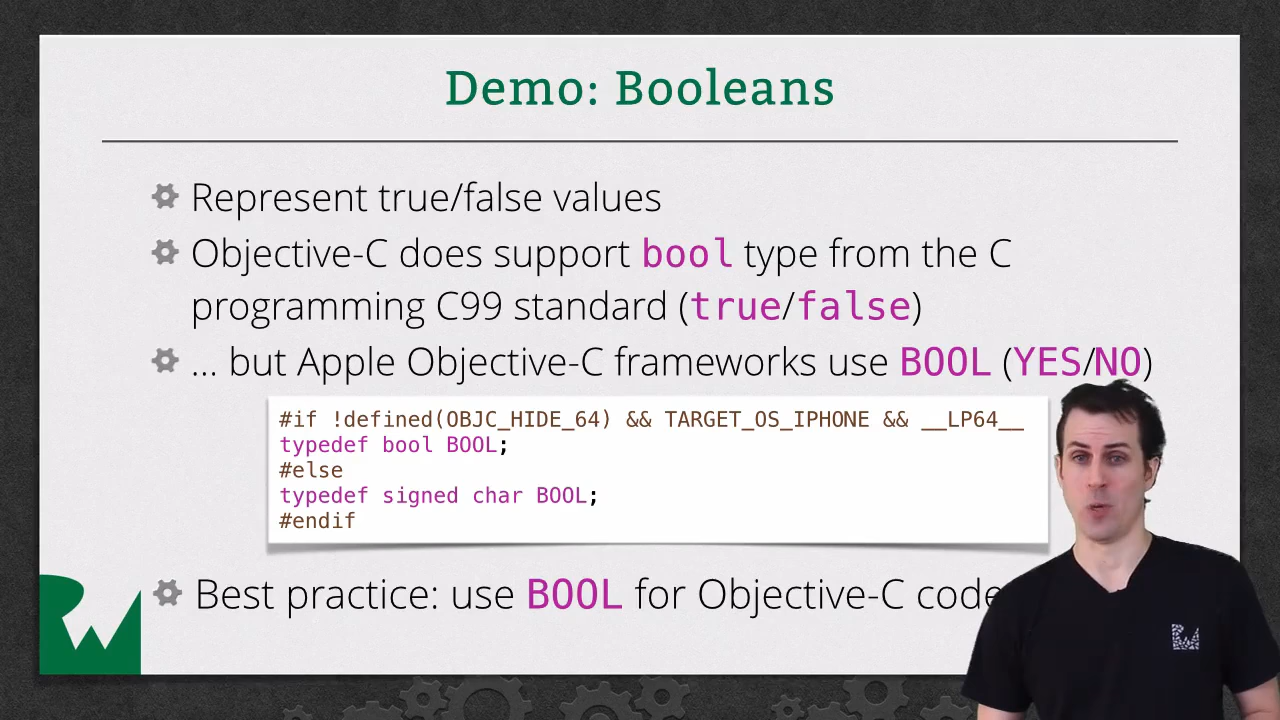 Demo: Booleans
Represent true/false values
Objective-C does support bool type from the C
programming C99 standard (true/false)
... but Apple Objective-C frameworks use BOOL (YES/NO)
#if !defined(OBJC_HIDE_64) && TARGET_OS_IPHONE && __LP64__
typedef bool BOOL;
#else
typedef signed char BOOL;
#endif
Best practice: use BOOL for Objective-C code